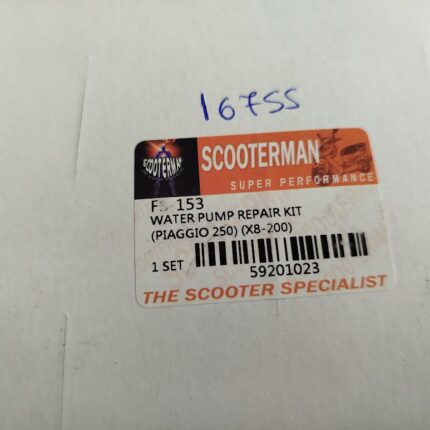 16755
SCOOTERMAN
SCOOTERMAN
SUPER PERFORMANCE
FS 153
WATER PUMP REPAIR KIT
(PIAGGIO 250) (X8-200)
1 SET
59201023
THE SCOOTER SPECIALIST